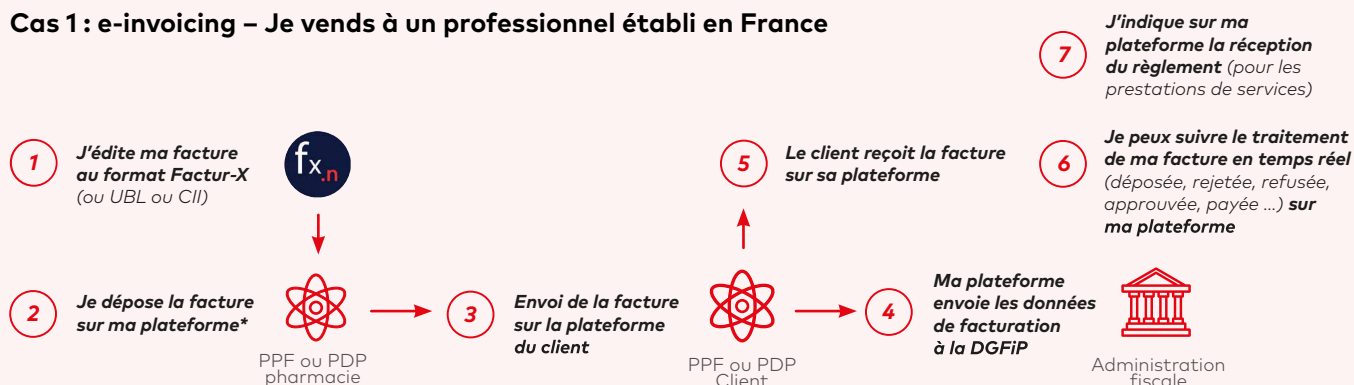 Cas 1 : e-invoicing – Je vends à un professionnel établi en France
1
J'édite ma facture
au format Factur-X
(ou UBL ou CII)
fx.n
2
Je dépose la facture
sur ma plateforme*
PPF ou PDP
pharmacie
3
Envoi de la facture
sur la plateforme
du client
PPF ou PDP
Client
4
Ma plateforme
envoie les données
de facturation
à la DGFiP
Administration
fiscale
5
Le client reçoit la facture
sur sa plateforme
6
Je peux suivre le traitement
de ma facture en temps réel
(déposée, rejetée, refusée,
approuvée, payée ...) sur
ma plateforme
7
J'indique sur ma
plateforme la réception
du règlement (pour les
prestations de services)